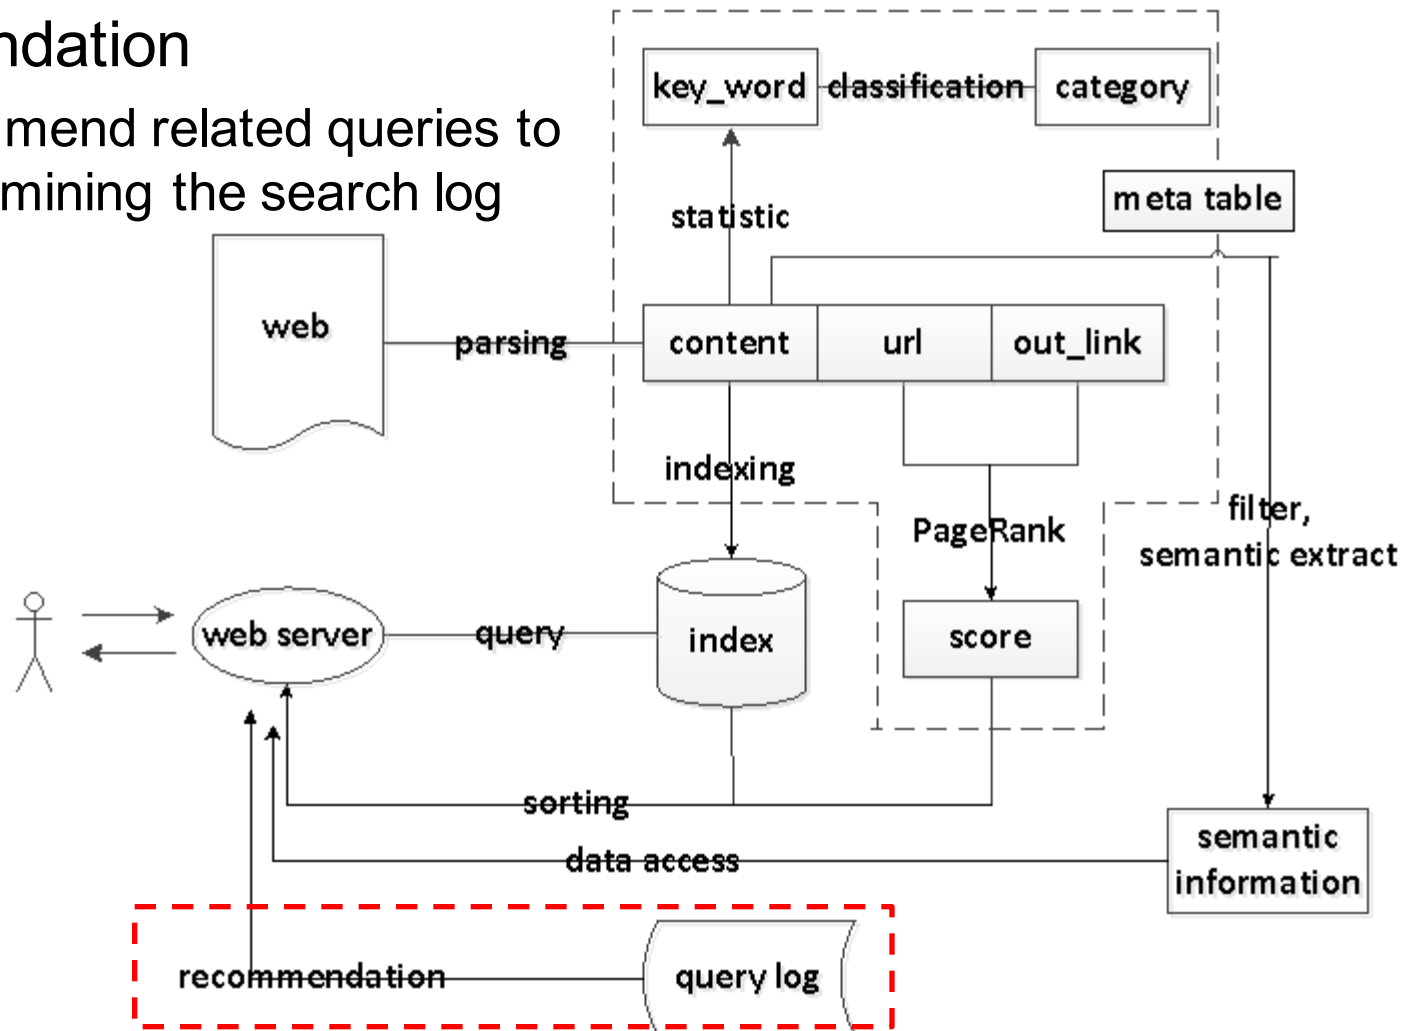 ndation
mend related queries to
mining the search log
key_word
classification
category
meta table
statistic
web
parsing
content
url
out_link
indexing
PageRank
filter,
semantic extract
web server
query
index
score
sorting
data access
semantic
information
recommendation
query log